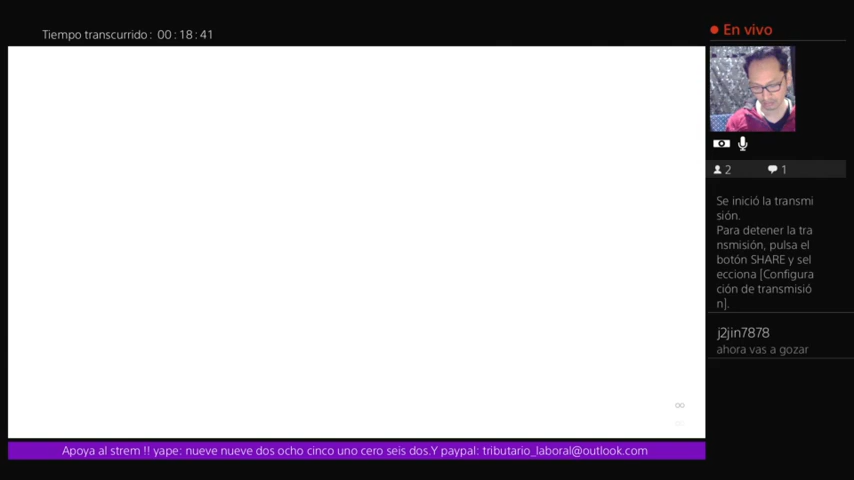 Tiempo transcurrido: 00:18:41
En vivo
2 1
Se inició la transmi
sión.
Para detener la tra
nsmisión, pulsa el
botón SHARE y sel
ecciona [Configura
ción de transmisió
n].
j2jin7878
ahora vas a gozar
Apoya al strem !! yape: nueve nueve dos ocho cinco uno cero seis dos.Y paypal: tributario_laboral@outlook.com